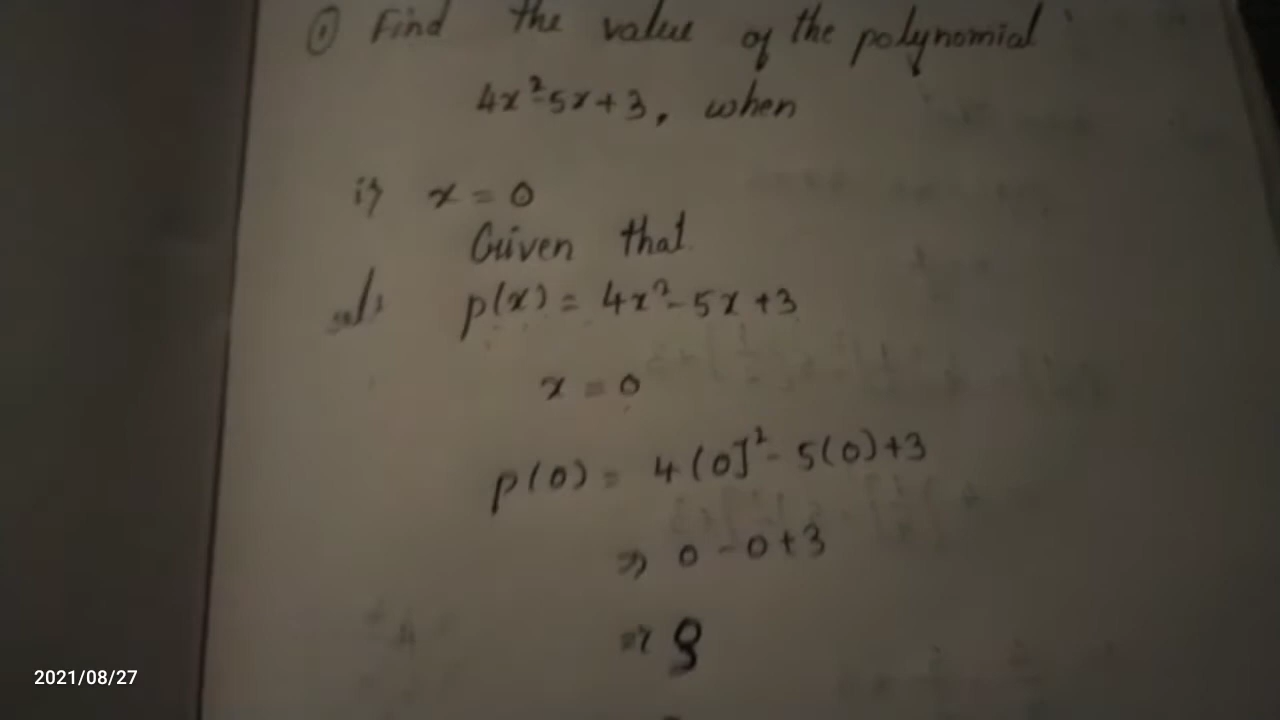 ① Find the value of the polynomial
4x²-5x+3, when
i) x = 0
Given that
p(x) = 4x²-5x+3
x = 0
p(0) = 4(0]²- 5(0)+3
⇒ 0-0+3
⇒
2021/08/27